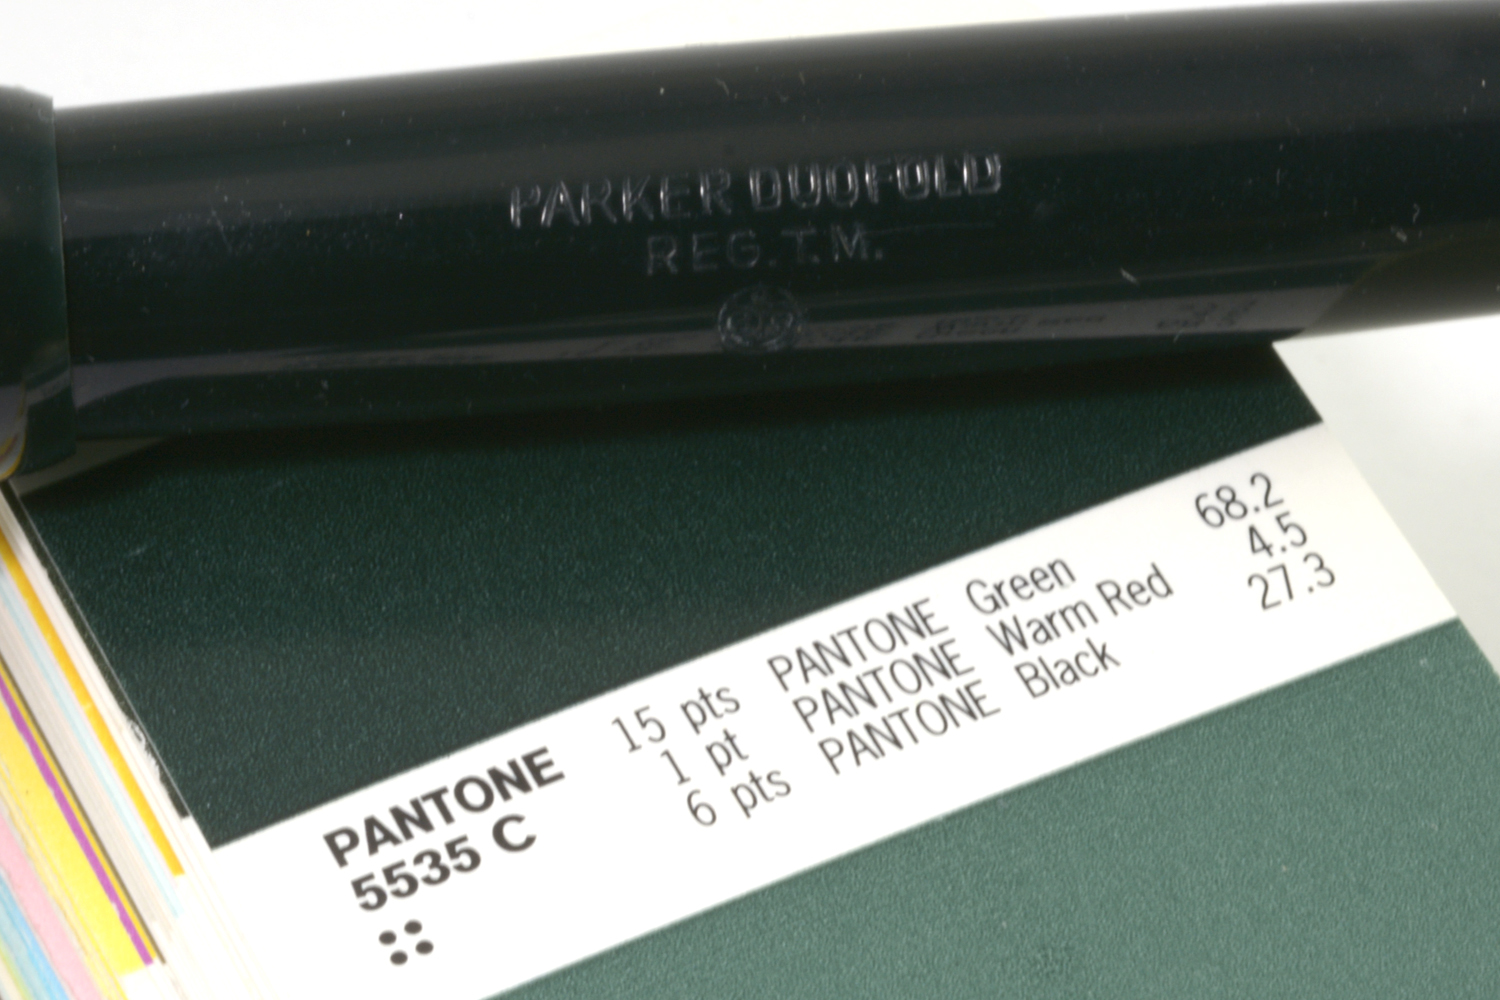 PARKER DUOFOLD
REG.T.M.
PANTONE
5535 C
15 pts PANTONE Green 68.2
1 pt PANTONE Warm Red 4.5
6 pts PANTONE Black 27.3